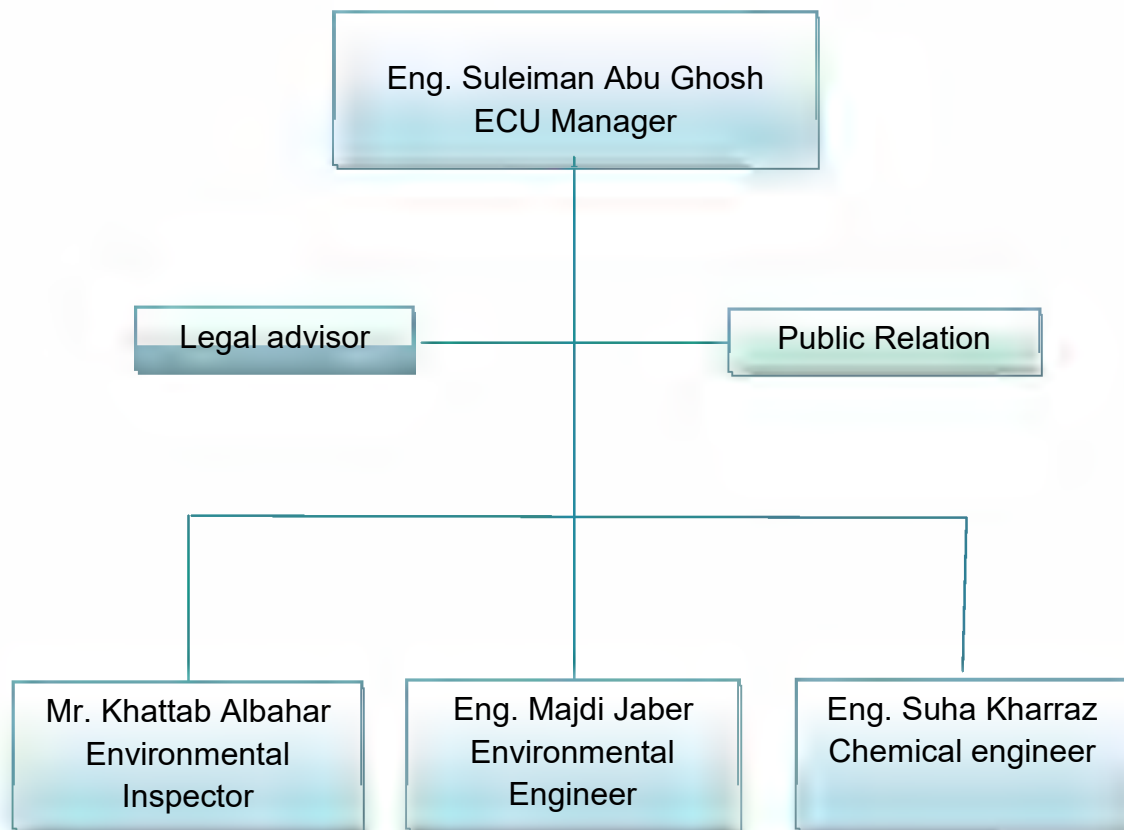 Eng. Suleiman Abu Ghosh
ECU Manager
Legal advisor
Public Relation
Mr. Khattab Albahar
Environmental
Inspector
Eng. Majdi Jaber
Environmental
Engineer
Eng. Suha Kharraz
Chemical engineer